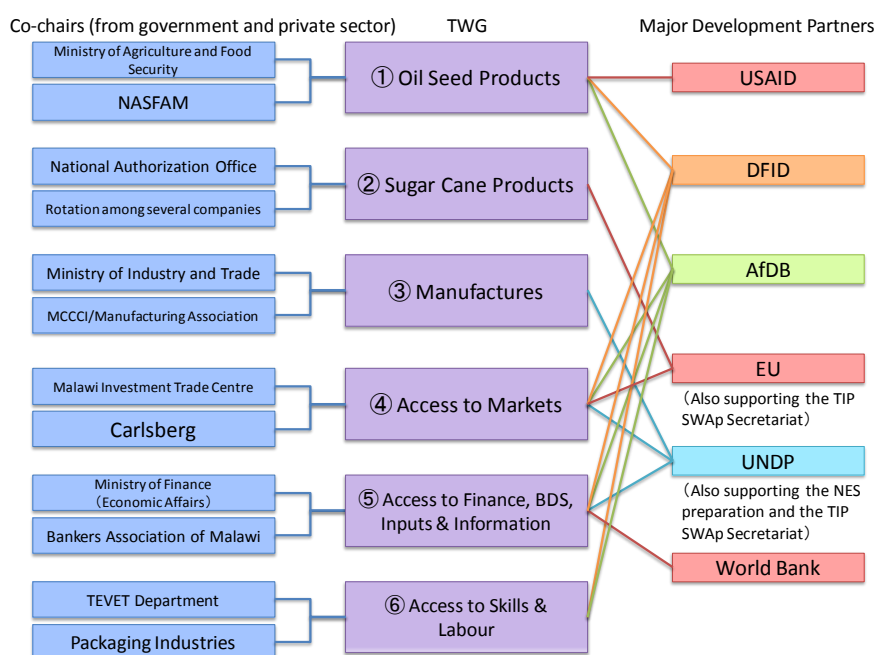 Co-chairs (from government and private sector)
TWG
Major Development Partners
Ministry of Agriculture and Food
Security
NASFAM
① Oil Seed Products
USAID
National Authorization Office
Rotation among several companies
② Sugar Cane Products
DFID
Ministry of Industry and Trade
MCCCI/Manufacturing Association
③ Manufactures
AfDB
Malawi Investment Trade Centre
Carlsberg
④ Access to Markets
EU
(Also supporting the TIP
SWAp Secretariat)
Ministry of Finance
(Economic Affairs)
Bankers Association of Malawi
⑤ Access to Finance, BDS,
Inputs & Information
UNDP
(Also supporting the NES
preparation and the TIP
SWAp Secretariat)
World Bank
TEVET Department
Packaging Industries
⑥ Access to Skills &
Labour